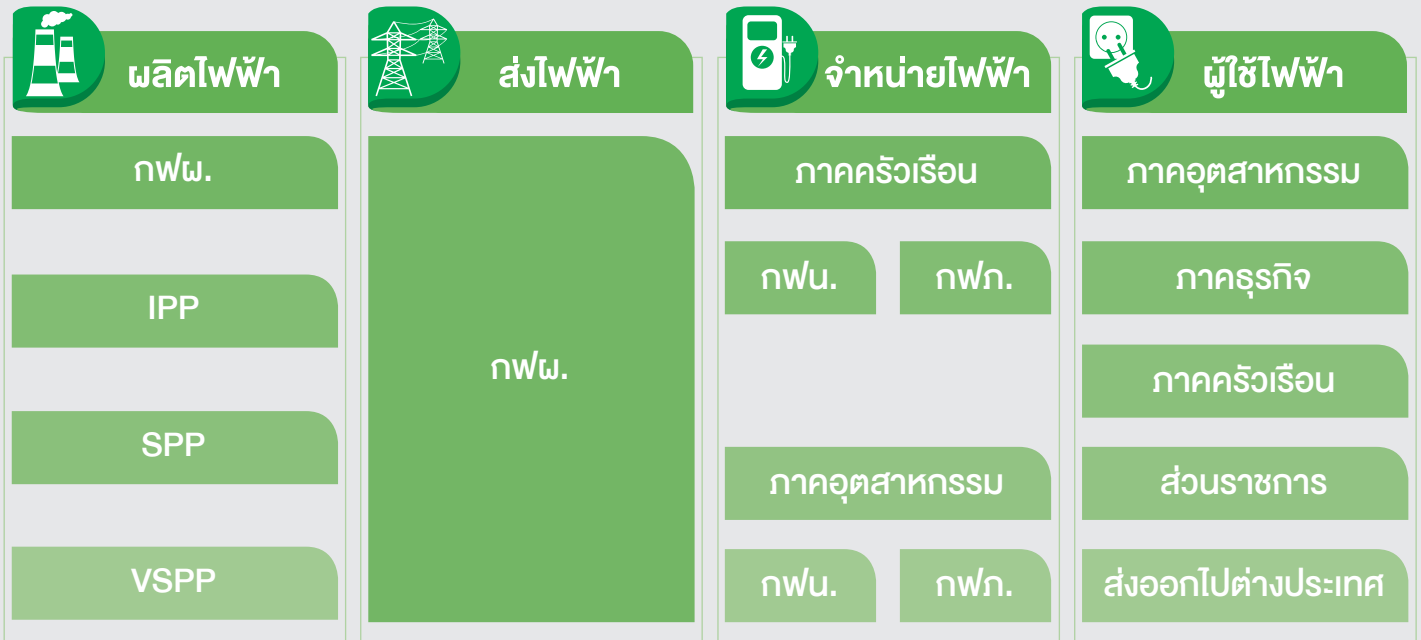 ผลิตไฟฟ้า
กฟผ.
IPP
SPP
VSPP
ส่งไฟฟ้า
กฟผ.
จำหน่ายไฟฟ้า
ภาคครัวเรือน
กฟน. กฟภ.
ภาคอุตสาหกรรม
กฟน. กฟภ.
ผู้ใช้ไฟฟ้า
ภาคอุตสาหกรรม
ภาคธุรกิจ
ภาคครัวเรือน
ส่วนราชการ
ส่งออกไปต่างประเทศ